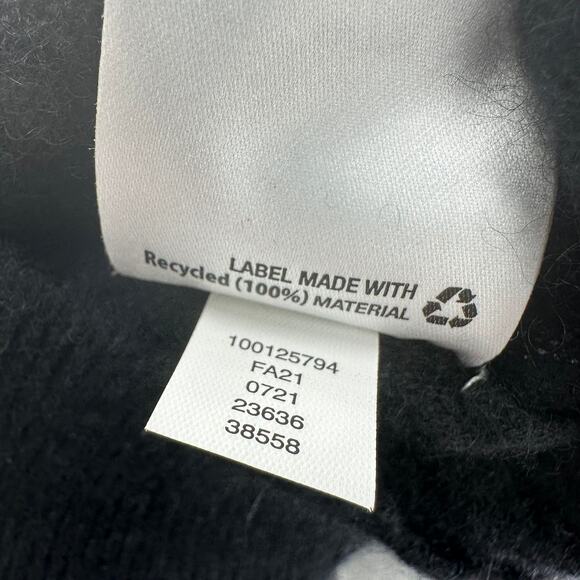 LABEL MADE WITH
Recycled (100%) MATERIAL
100125794
FA21
0721
23636
38558